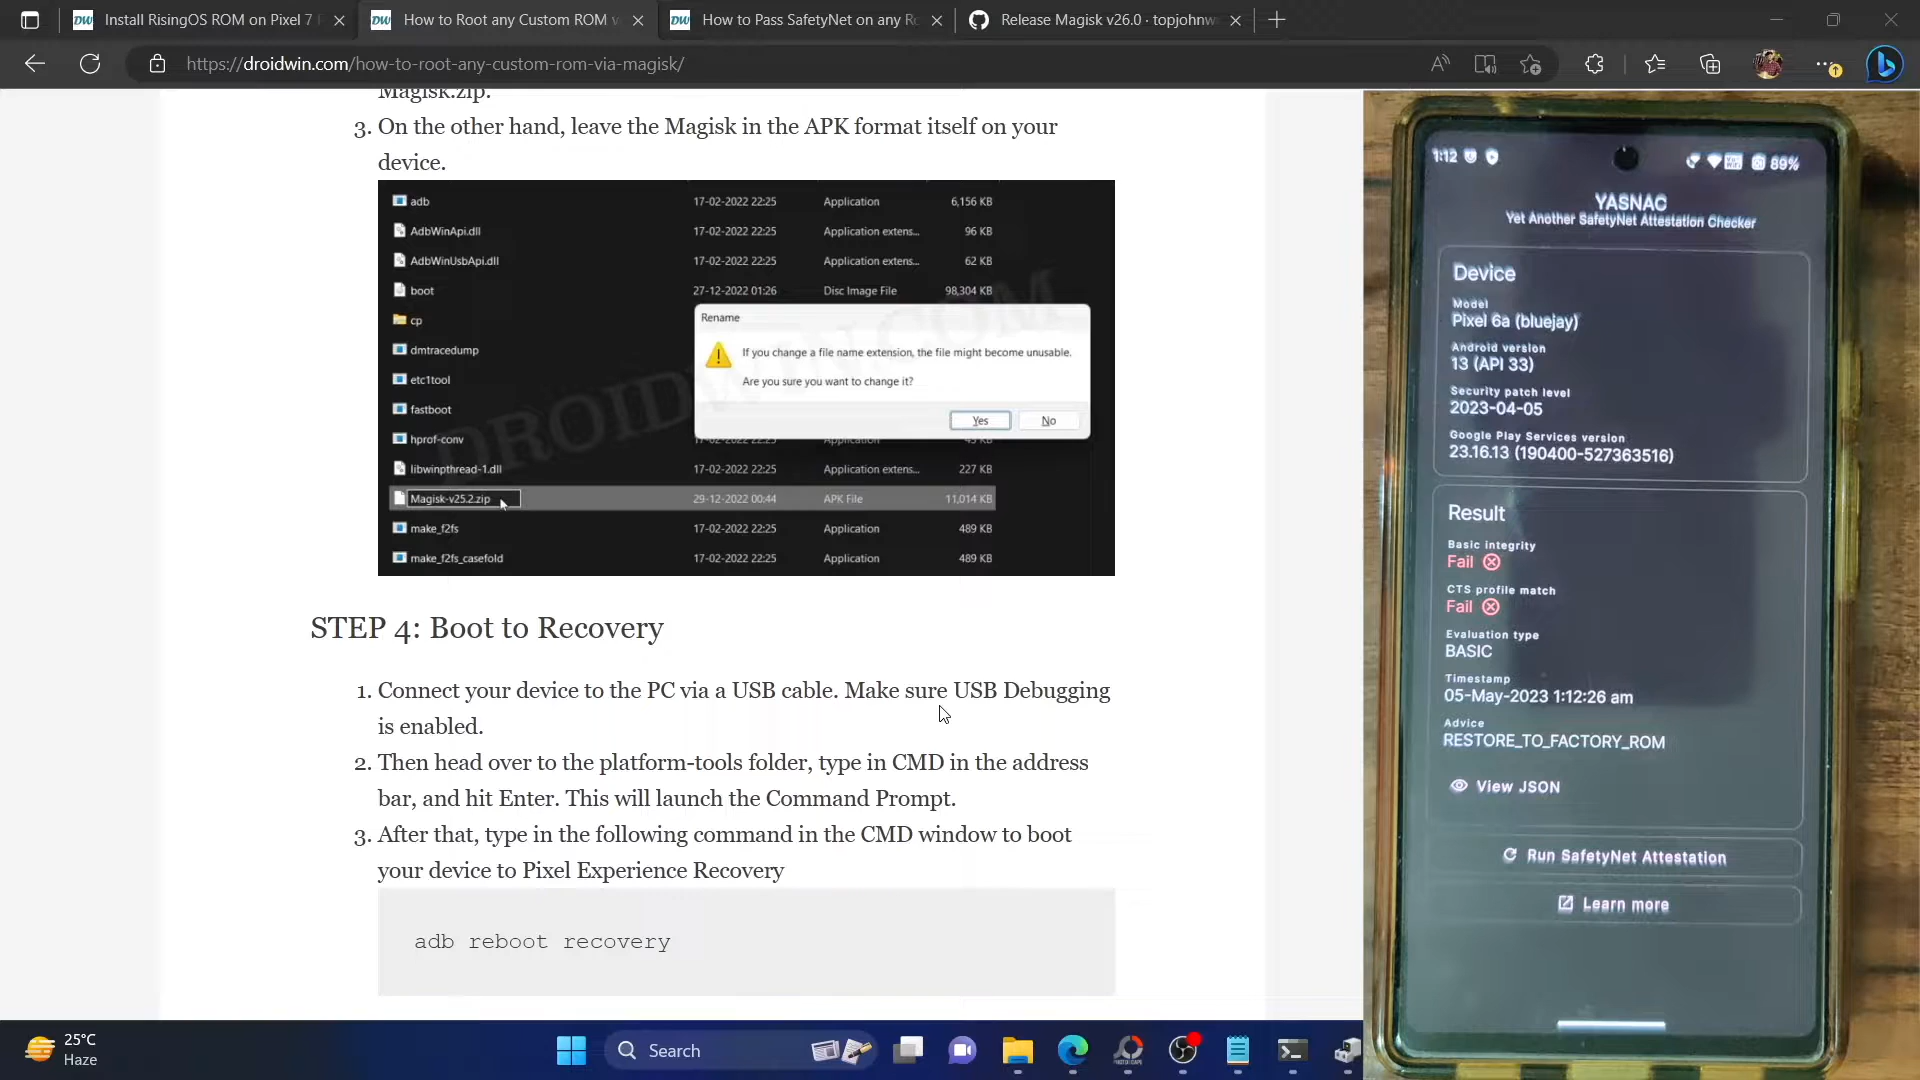 Install RisingOS ROM on Pixel 7 P
How to Root any Custom ROM v
How to Pass SafetyNet on any Ro
Release Magisk v26.0 · topjohnw
https://droidwin.com/how-to-root-any-custom-rom-via-magisk/
Magisk.zip.
3. On the other hand, leave the Magisk in the APK format itself on your
device.
adb 17-02-2022 22:25 Application 6,156 KB
AdbWinApi.dll 17-02-2022 22:25 Application extens... 96 KB
AdbWinUsbApi.dll 17-02-2022 22:25 Application extens... 62 KB
boot 27-12-2022 01:26 Disc Image File 98,304 KB
cp
dmtracedump
etc1tool
fastboot
hprof-conv 17-02-2022 22:25 Application 43 KB
libwinpthread-1.dll 17-02-2022 22:25 Application extens... 227 KB
Magisk-v25.2.zip 29-12-2022 00:44 APK File 11,014 KB
make_f2fs 17-02-2022 22:25 Application 489 KB
make_f2fs_casefold 17-02-2022 22:25 Application 489 KB
Rename
If you change a file name extension, the file might become unusable.
Are you sure you want to change it?
Yes No
DROIDWIN.COM
STEP 4: Boot to Recovery
1. Connect your device to the PC via a USB cable. Make sure USB Debugging
is enabled.
2. Then head over to the platform-tools folder, type in CMD in the address
bar, and hit Enter. This will launch the Command Prompt.
3. After that, type in the following command in the CMD window to boot
your device to Pixel Experience Recovery
adb reboot recovery
1:12 89%
YASNAC
Yet Another SafetyNet Attestation Checker
Device
Model
Pixel 6a (bluejay)
Android version
13 (API 33)
Security patch level
2023-04-05
Google Play Services version
23.16.13 (190400-527363516)
Result
Basic integrity
Fail
CTS profile match
Fail
Evaluation type
BASIC
Timestamp
05-May-2023 1:12:26 am
Advice
RESTORE_TO_FACTORY_ROM
View JSON
Run SafetyNet Attestation
Learn more
25°C
Haze
Search